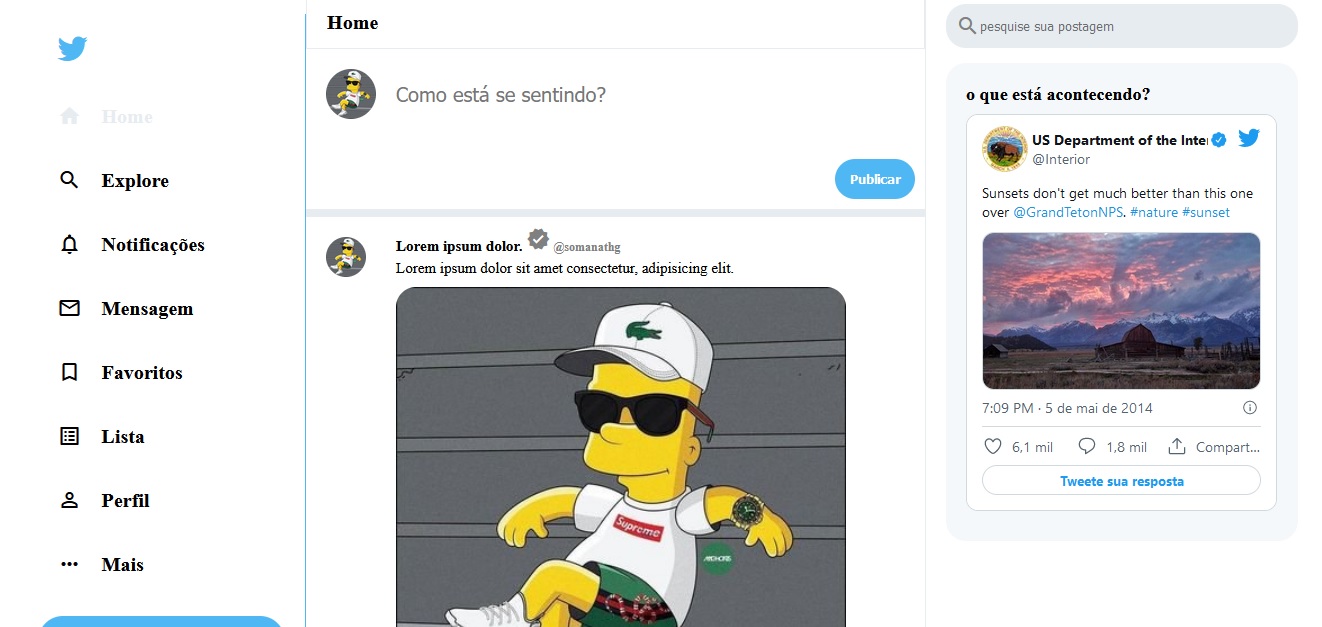 Home
Explore
Notificações
Mensagem
Favoritos
Lista
Perfil
Mais
Home
Como está se sentindo?
Publicar
Lorem ipsum dolor. @somanathg
Lorem ipsum dolor sit amet consectetur, adipisicing elit.
Supreme
pesquise sua postagem
o que está acontecendo?
US Department of the Inte
@Interior
Sunsets don't get much better than this one
over @GrandTetonNPS. #nature #sunset
7:09 PM · 5 de mai de 2014
6,1 mil 1,8 mil Compart...
Tweete sua resposta